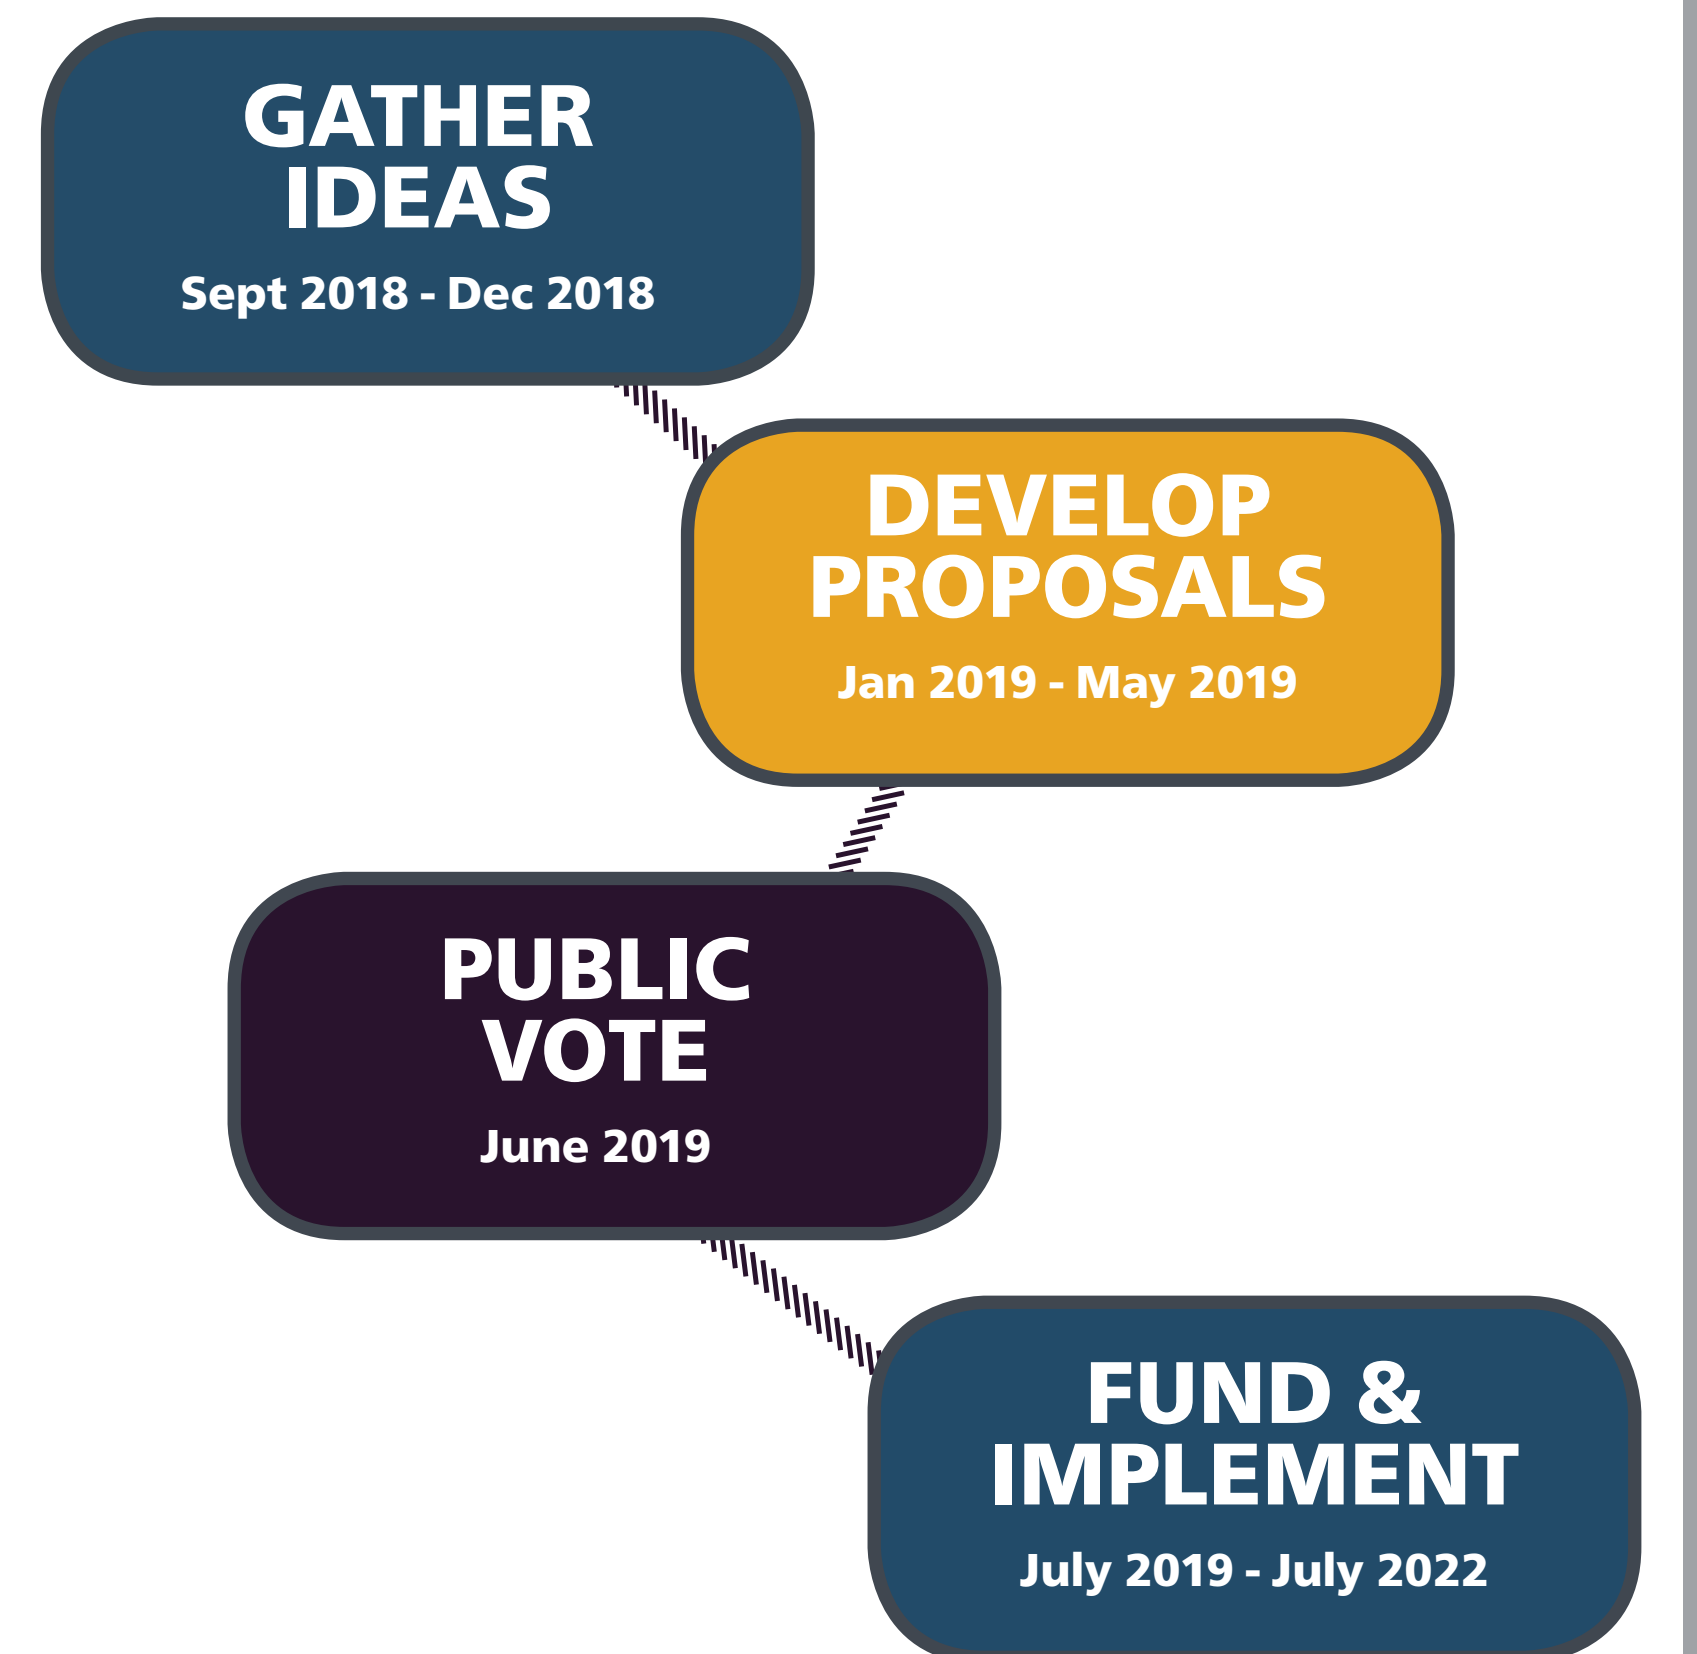 GATHER
IDEAS
Sept 2018 - Dec 2018
DEVELOP
PROPOSALS
Jan 2019 - May 2019
PUBLIC
VOTE
June 2019
FUND &
IMPLEMENT
July 2019 - July 2022